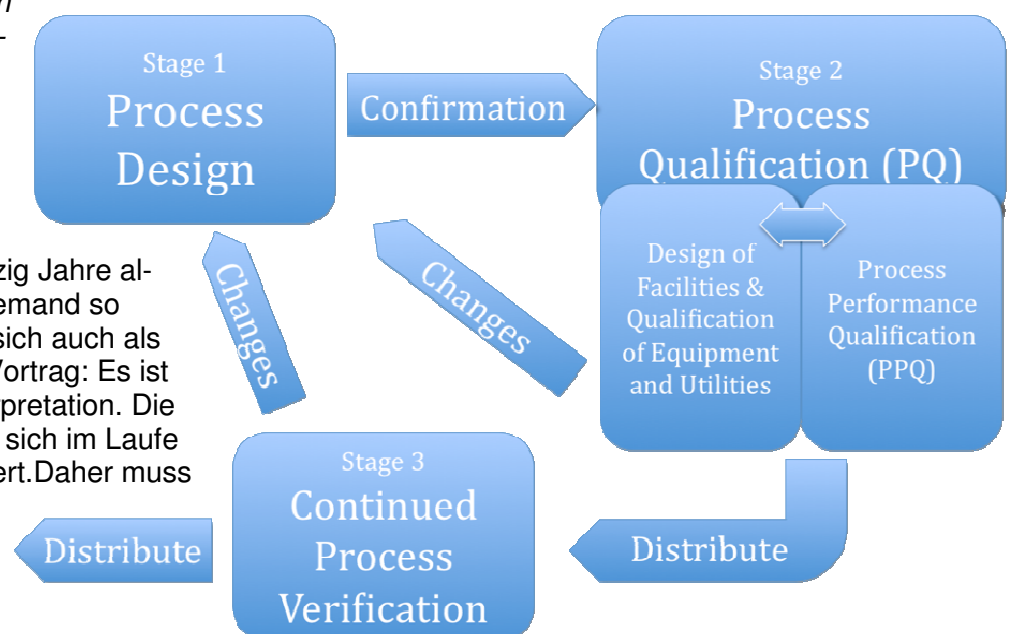 Stage 1
Process
Design
Confirmation
Stage 2
Process
Qualification (PQ)
Design of
Facilities &
Qualification
of Equipment
and Utilities
Process
Performance
Qualification
(PPQ)
Changes
Changes
zig Jahre al-
emand so
sich auch als
Vortrag: Es ist
rpretation. Die
sich im Laufe
ert.Daher muss
Stage 3
Continued
Process
Verification
Distribute
Distribute